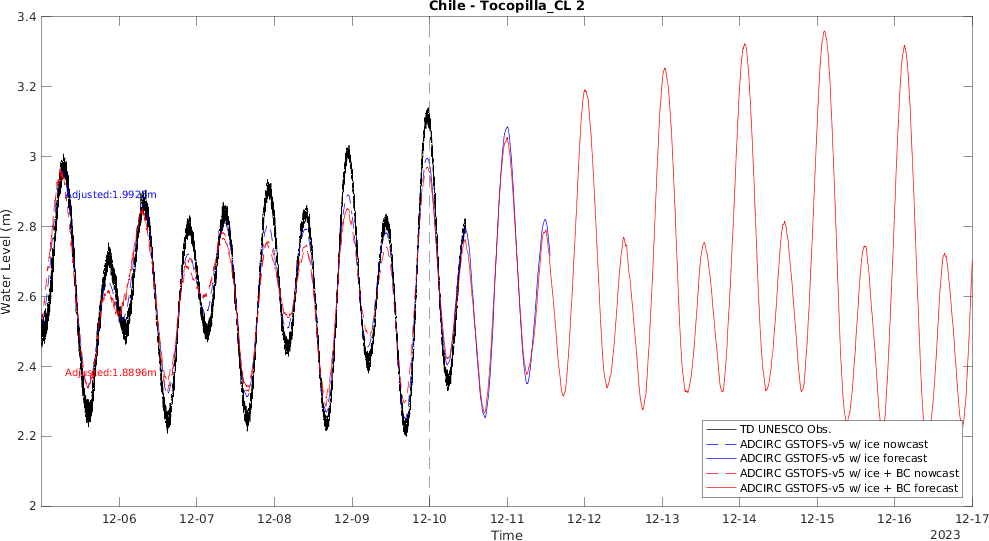 Chile - Tocopilla_CL 2
3.4
3.2
3
2.8
2.6
2.4
2.2
2
Water Level (m)
Adjusted:1.992 m
Adjusted:1.8896m
TD UNESCO Obs.
ADCIRC GSTOFS-v5 w/ ice nowcast
ADCIRC GSTOFS-v5 w/ ice forecast
ADCIRC GSTOFS-v5 w/ ice + BC nowcast
ADCIRC GSTOFS-v5 w/ ice + BC forecast
12-06 12-07 12-08 12-09 12-10 12-11 12-12 12-13 12-14 12-15 12-16 12-17
Time
2023